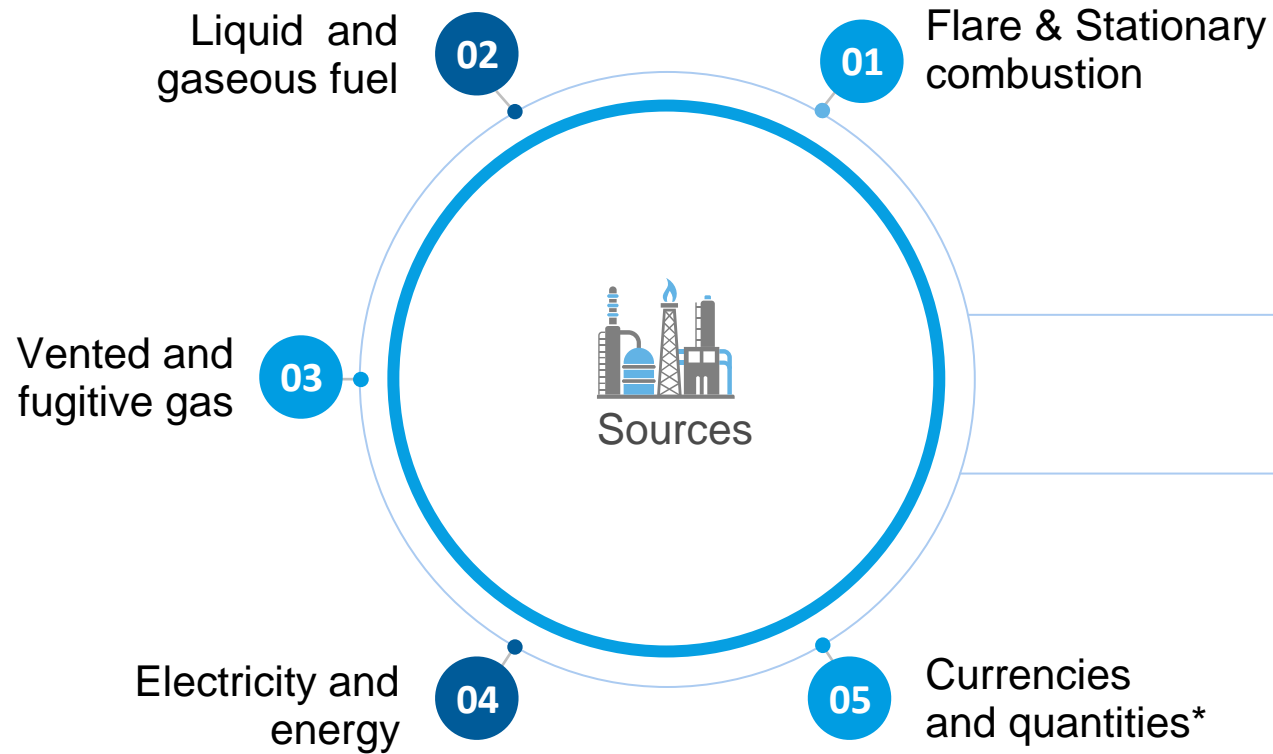 01
Flare & Stationary
combustion
02
Liquid and
gaseous fuel
03
Vented and
fugitive gas
04
Electricity and
energy
05
Currencies
and quantities*
Sources